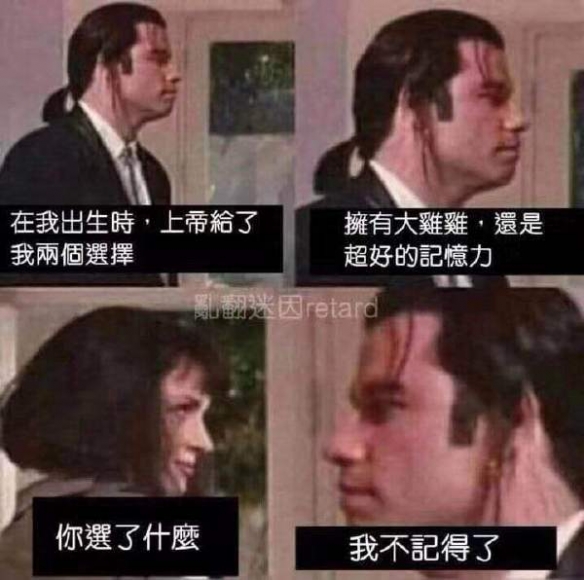 在我出生時，上帝給了
我兩個選擇
擁有大雞雞，還是
超好的記憶力
亂翻迷因retard
你選了什麼
我不記得了